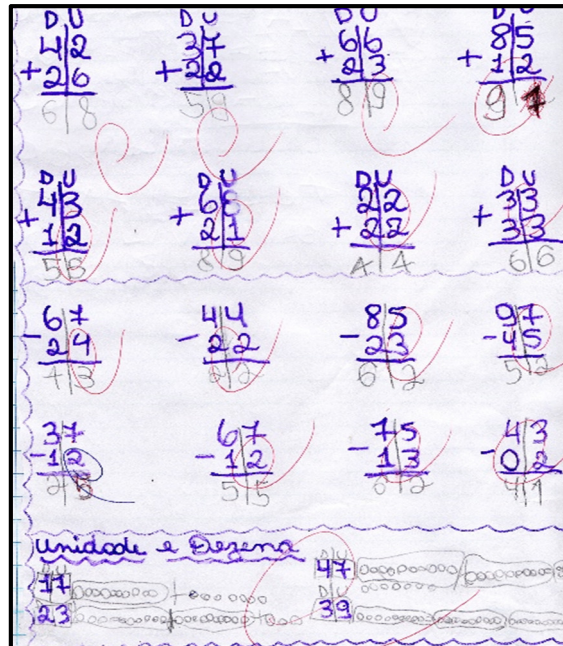 D U D U
42 37 66 85
+26 +22 +23 +12
68 59 89 9
D U D U D U D U
43 68 22 33
+12 +21 +22 +33
55 89 44 66
67 44 85 97
-24 -22 -23 -45
43 22 62 52
37 67 75 43
-12 -12 -13 -02
25 55 62 41
Unidade e Dezena
D U D U
17 47
D U D U
23 39